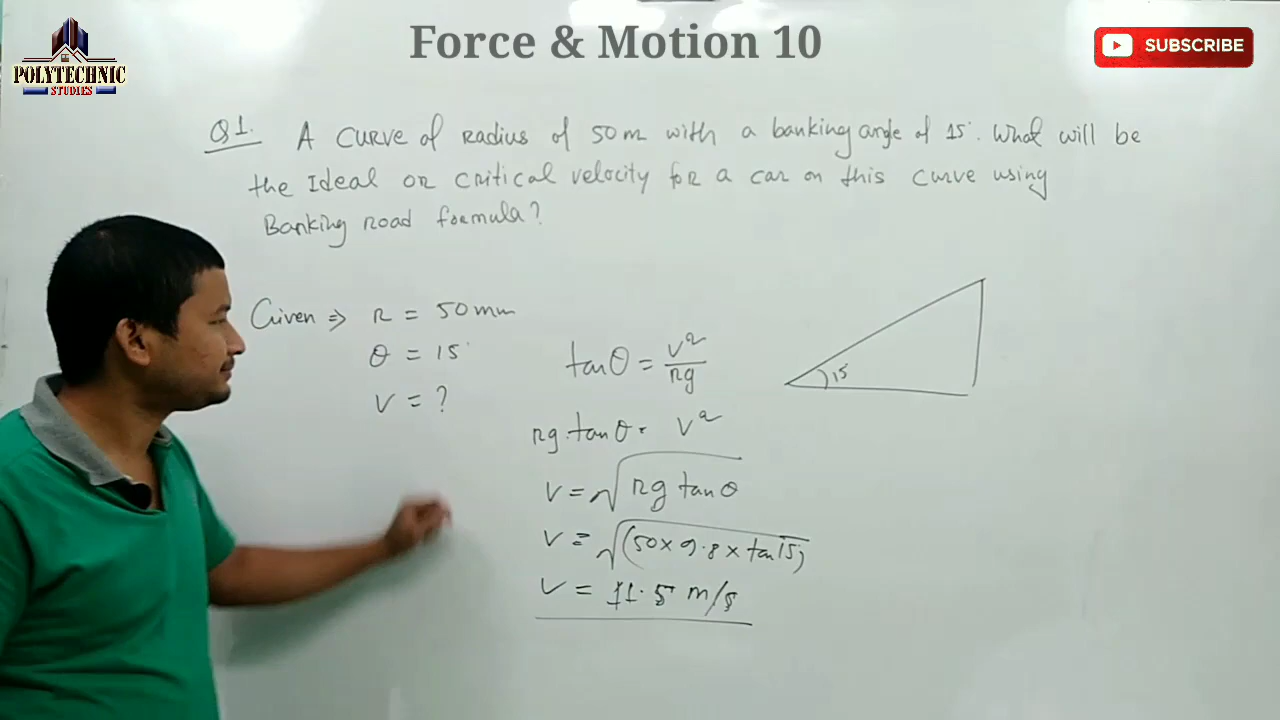 Force & Motion 10
POLYTECHNIC
STUDIES
SUBSCRIBE
Q1. A curve of radius of 50m with a banking angle of 15°. What will be
the Ideal or critical velocity for a car on this curve using
Banking road formula?
Given ⇒ r = 50mm
θ = 15°
v = ?
tanθ = v²/rg
rg.tanθ = v²
v = √rg tanθ
v = √(50×9.8×tan15)
v = 11.5 m/s
15